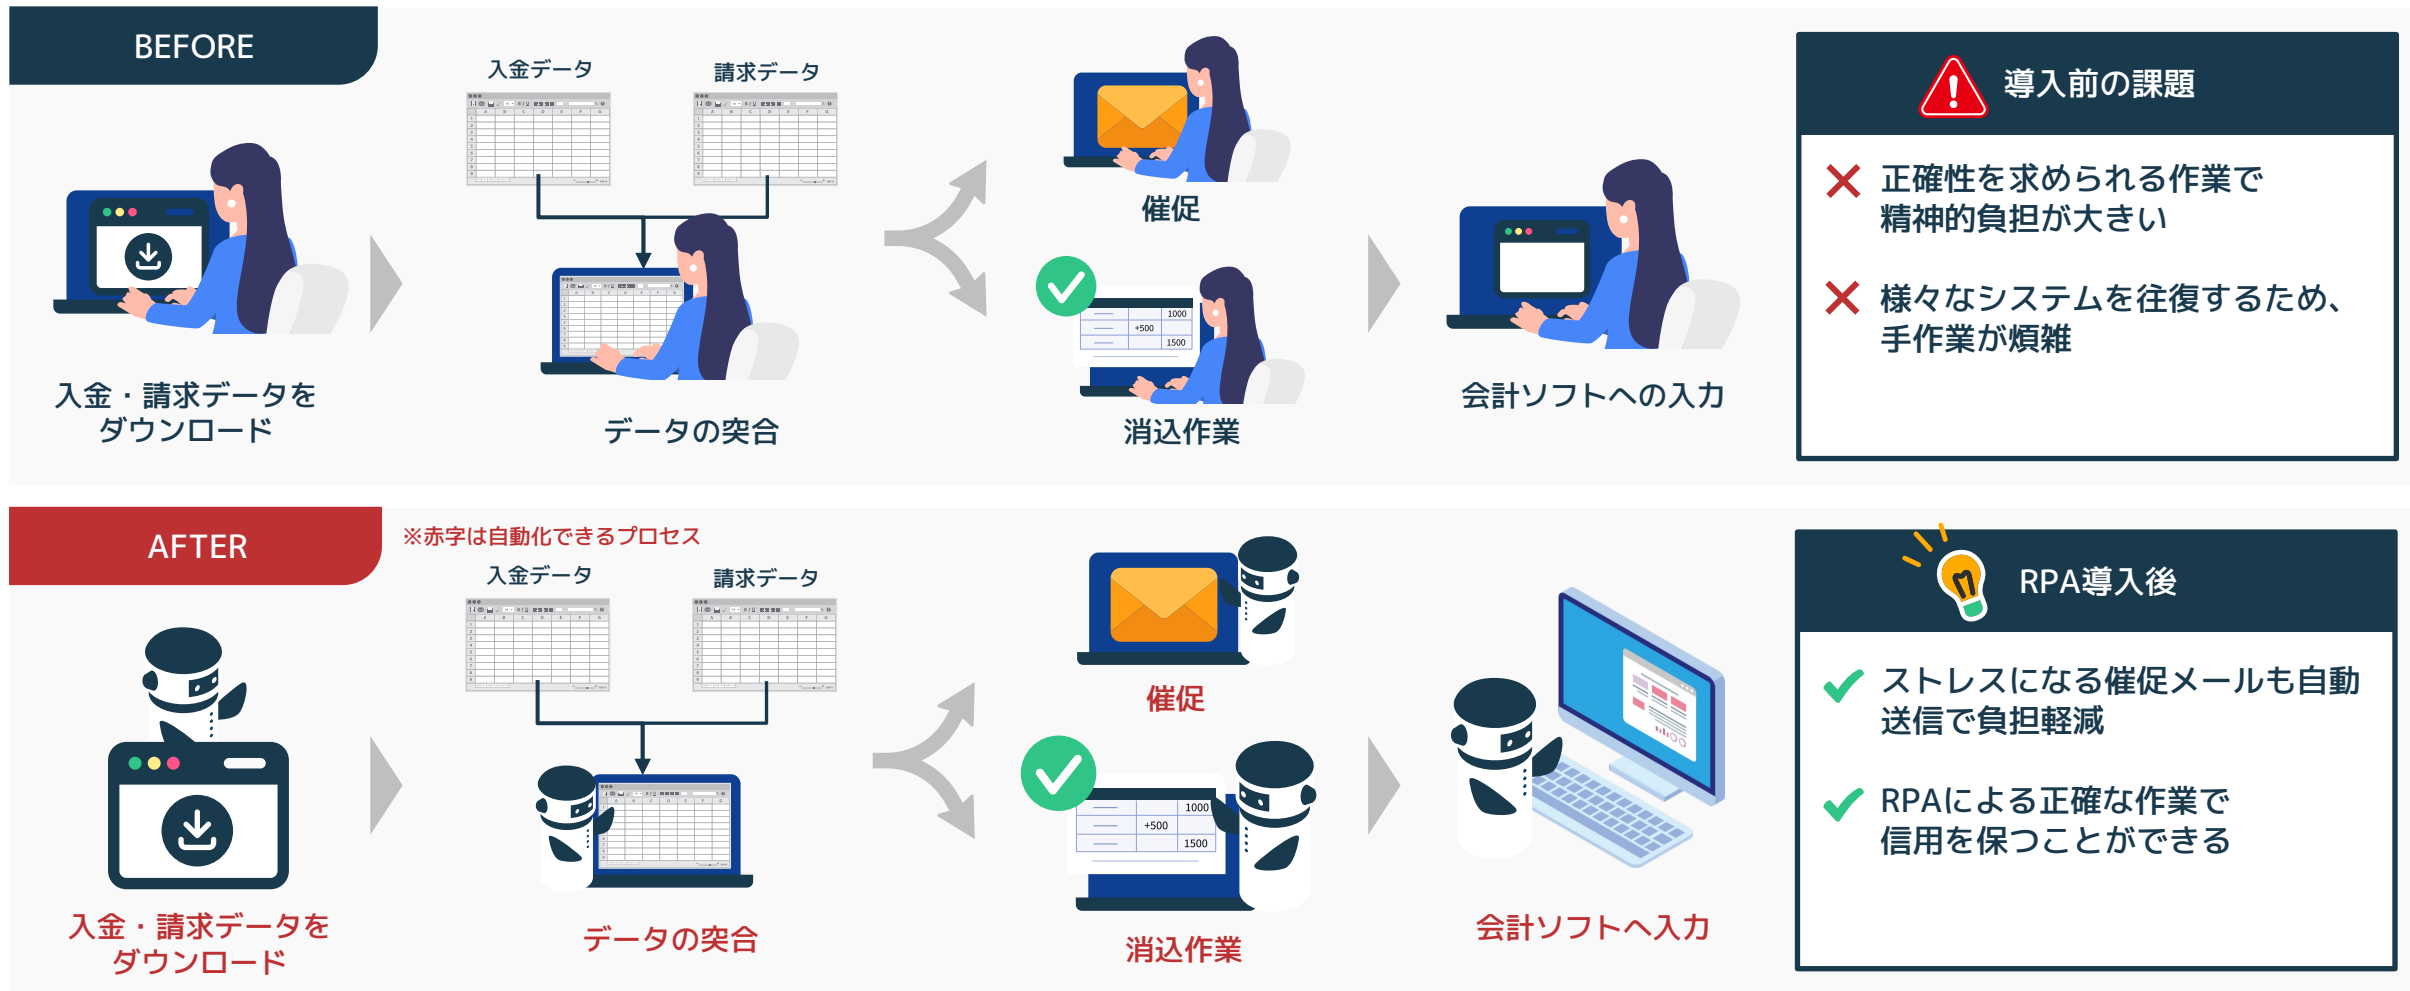 BEFORE
入金データ
請求データ
入金・請求データを
ダウンロード
データの突合
催促
1000
+500
1500
消込作業
会計ソフトへの入力
導入前の課題
正確性を求められる作業で
精神的負担が大きい
様々なシステムを往復するため、
手作業が煩雑
AFTER
※赤字は自動化できるプロセス
入金データ
請求データ
入金・請求データを
ダウンロード
データの突合
催促
1000
+500
1500
消込作業
会計ソフトへ入力
RPA導入後
ストレスになる催促メールも自動
送信で負担軽減
RPAによる正確な作業で
信用を保つことができる